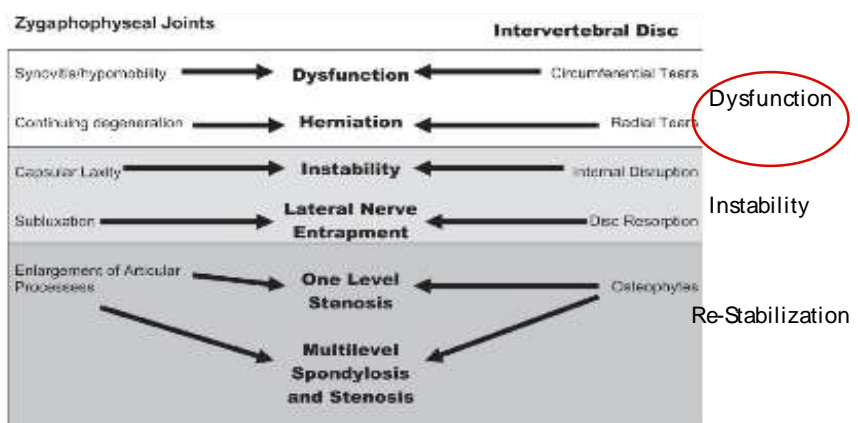 Zygaphophyseal Joints
Intervertebral Disc
Synovitis/hypomobility
Dysfunction
Circumferential Tears
Dysfunction
Continuing degeneration
Herniation
Radial Tears
Capsular Laxity
Instability
Internal Disruption
Instability
Subluxation
Lateral Nerve
Entrapment
Disc Resorption
Enlargement of Articular
Processess
One Level
Stenosis
Osteophytes
Re-Stabilization
Multilevel
Spondylosis
and Stenosis